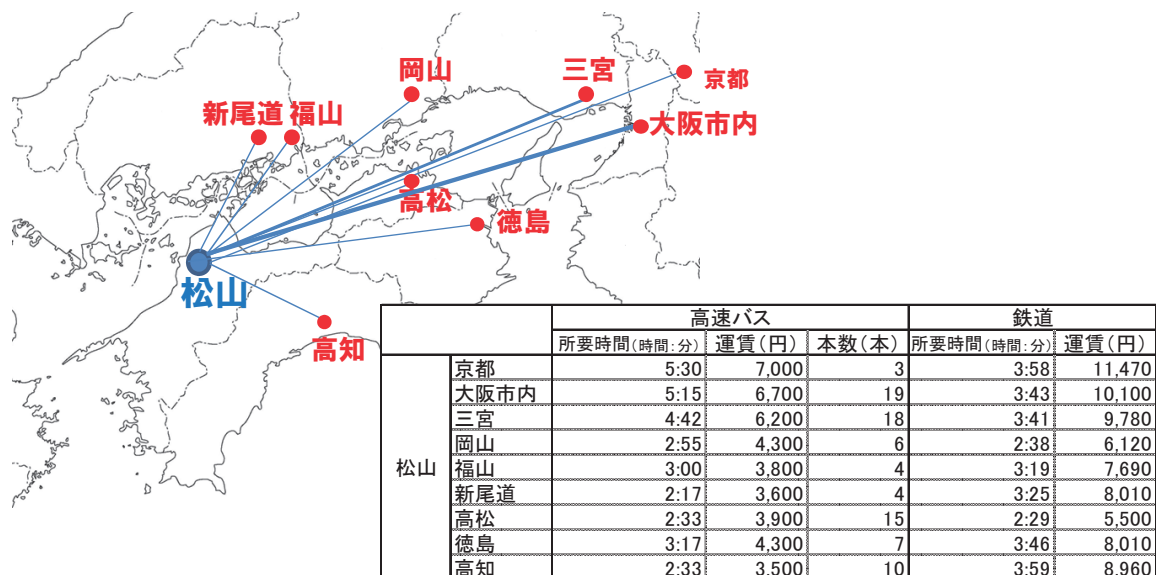 岡山
三宮
京都
新尾道 福山
大阪市内
高松
徳島
松山
高知
高速バス 鉄道
所要時間(時間:分) 運賃(円) 本数(本) 所要時間(時間:分) 運賃(円)
松山
京都 5:30 7,000 3 3:58 11,470
大阪市内 5:15 6,700 19 3:43 10,100
三宮 4:42 6,200 18 3:41 9,780
岡山 2:55 4,300 6 2:38 6,120
福山 3:00 3,800 4 3:19 7,690
新尾道 2:17 3,600 4 3:25 8,010
高松 2:33 3,900 15 2:29 5,500
徳島 3:17 4,300 7 3:46 8,010
高知 2:33 3,500 10 3:59 8,960